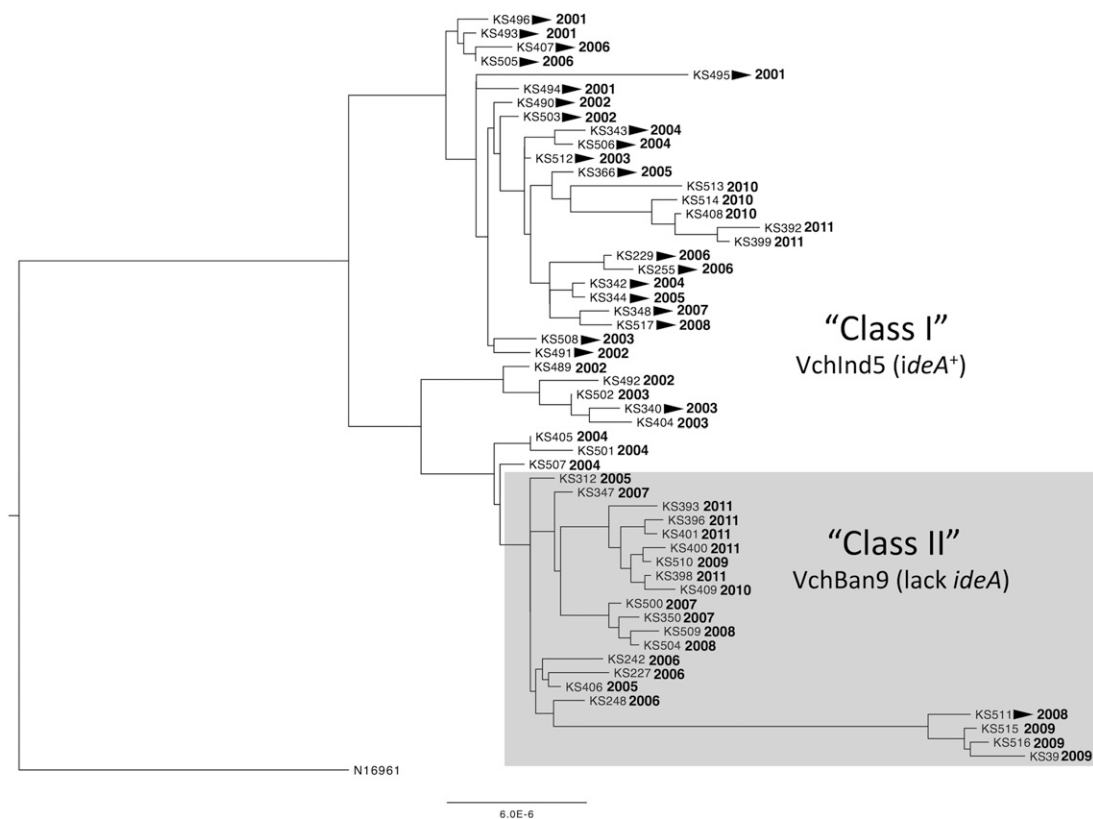 KS496 2001
KS493 2001
KS407 2006
KS505 2006
KS495 2001
KS494 2001
KS490 2002
KS503 2002
KS343 2004
KS506 2004
KS512 2003
KS366 2005
KS513 2010
KS514 2010
KS408 2010
KS392 2011
KS399 2011
KS229 2006
KS255 2006
KS342 2004
KS344 2005
KS348 2007
KS517 2008
KS508 2003
KS491 2002
"Class I"
VchInd5 (ideA⁺)
KS489 2002
KS492 2002
KS502 2003
KS340 2003
KS404 2003
KS405 2004
KS501 2004
KS507 2004
KS312 2005
KS347 2007
KS393 2011
KS396 2011
KS401 2011
KS400 2011
KS510 2009
KS398 2011
KS409 2010
"Class II"
VchBan9 (lack ideA)
KS500 2007
KS350 2007
KS509 2008
KS504 2008
KS242 2006
KS227 2006
KS406 2005
KS248 2006
KS511 2008
KS515 2009
KS516 2009
KS39 2009
N16961
6.0E-6